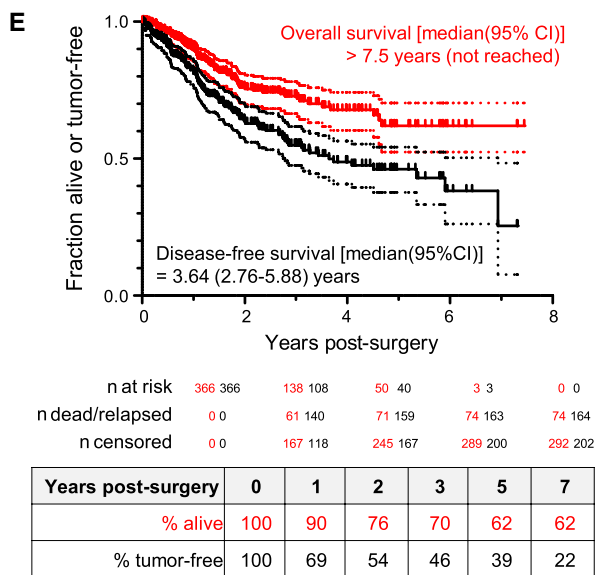 E
Overall survival [median(95% CI)]
> 7.5 years (not reached)
Fraction alive or tumor-free
1.0
0.5
0.0
Disease-free survival [median(95%CI)]
= 3.64 (2.76-5.88) years
0 2 4 6 8
Years post-surgery
n at risk 366 366 138 108 50 40 3 3 0 0
n dead/relapsed 0 0 61 140 71 159 74 163 74 164
n censored 0 0 167 118 245 167 289 200 292 202
Years post-surgery 0 1 2 3 5 7
% alive 100 90 76 70 62 62
% tumor-free 100 69 54 46 39 22